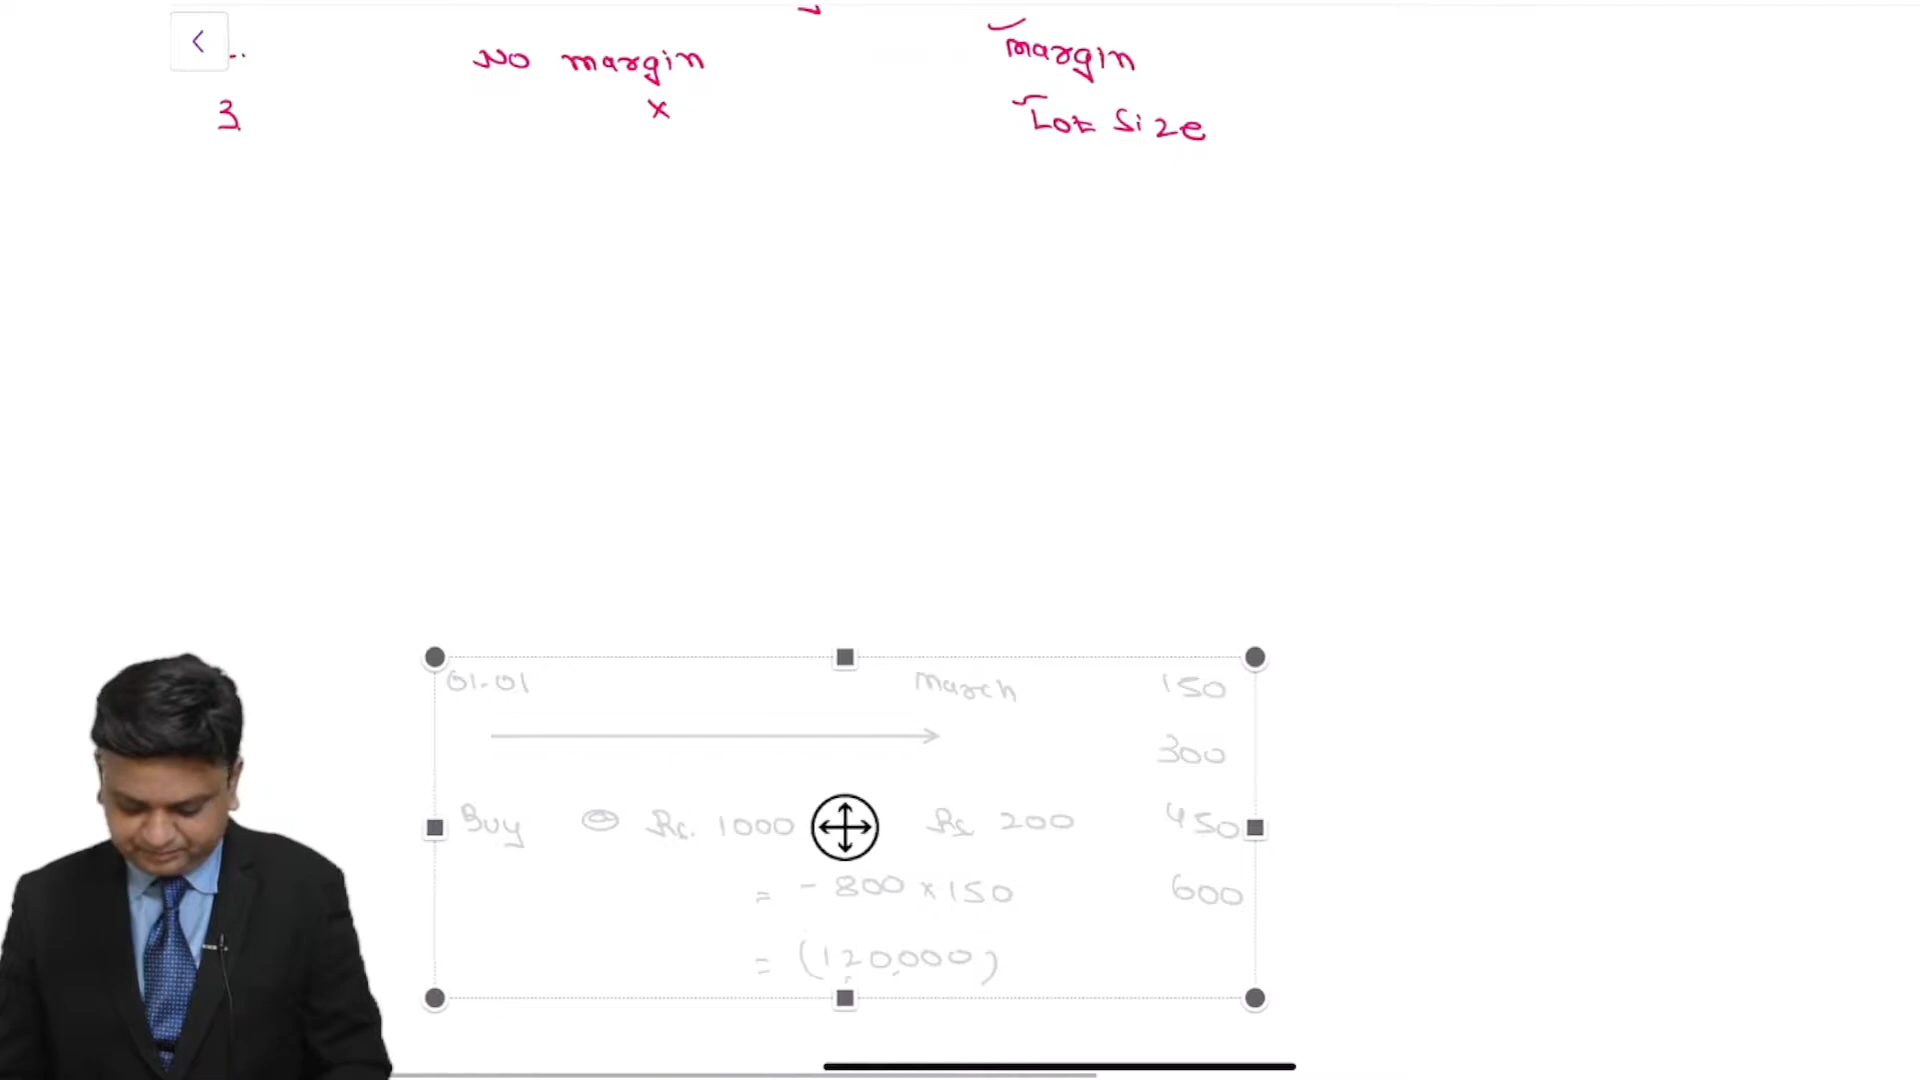 No margin
margin
3. x Lot Size
01-01 March 150
300
Buy @ Rs. 1000 Rs 200 450
= - 800 x 150 600
= (120,000)